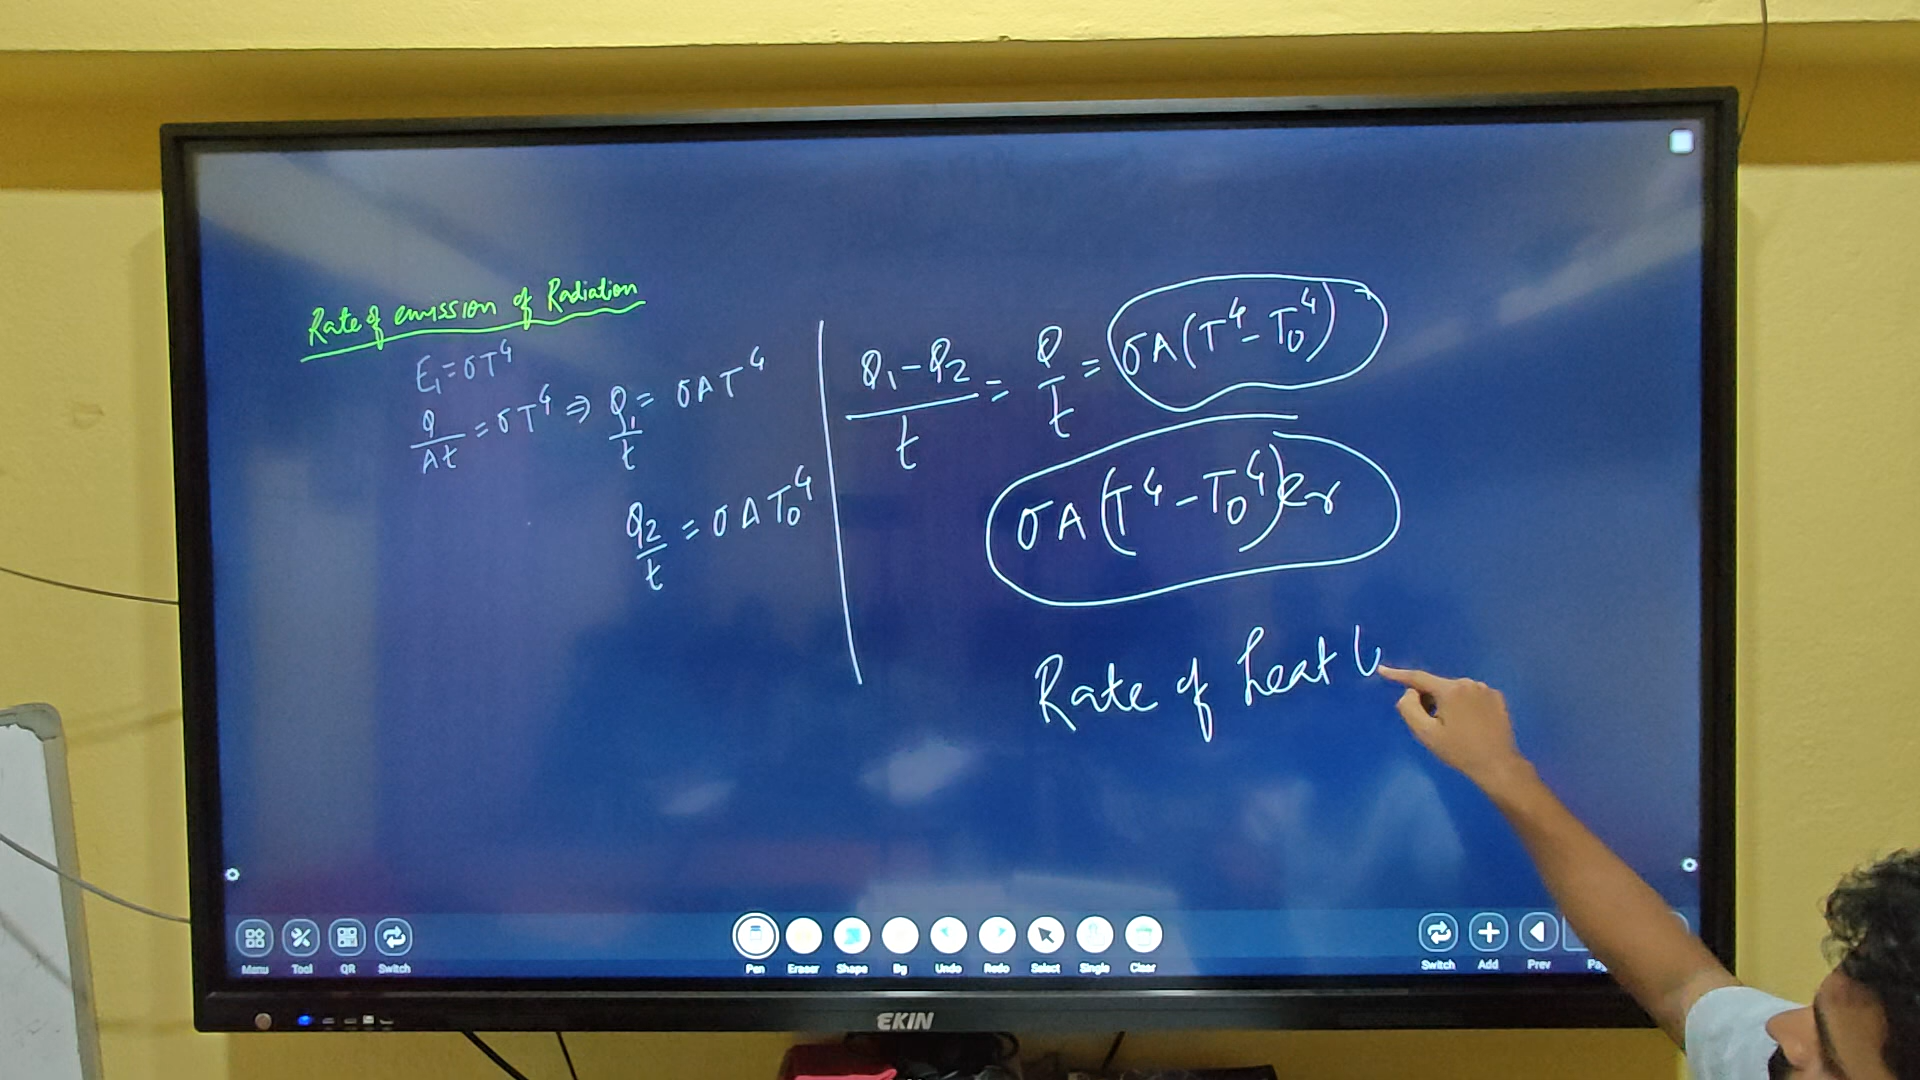 Rate of emission of Radiation
E₁ = σT⁴
Q/At = σT⁴ ⇒ Q₁/t = σAT⁴
Q₂/t = σAT₀⁴
Q₁-Q₂/t = Q/t = σA(T⁴-T₀⁴)
σA(T⁴-T₀⁴)er
Rate of heat
Menu Tool QR Switch
Pen Eraser Shape Bg Undo Redo Select Single Clear
Switch Add Prev
EKIN